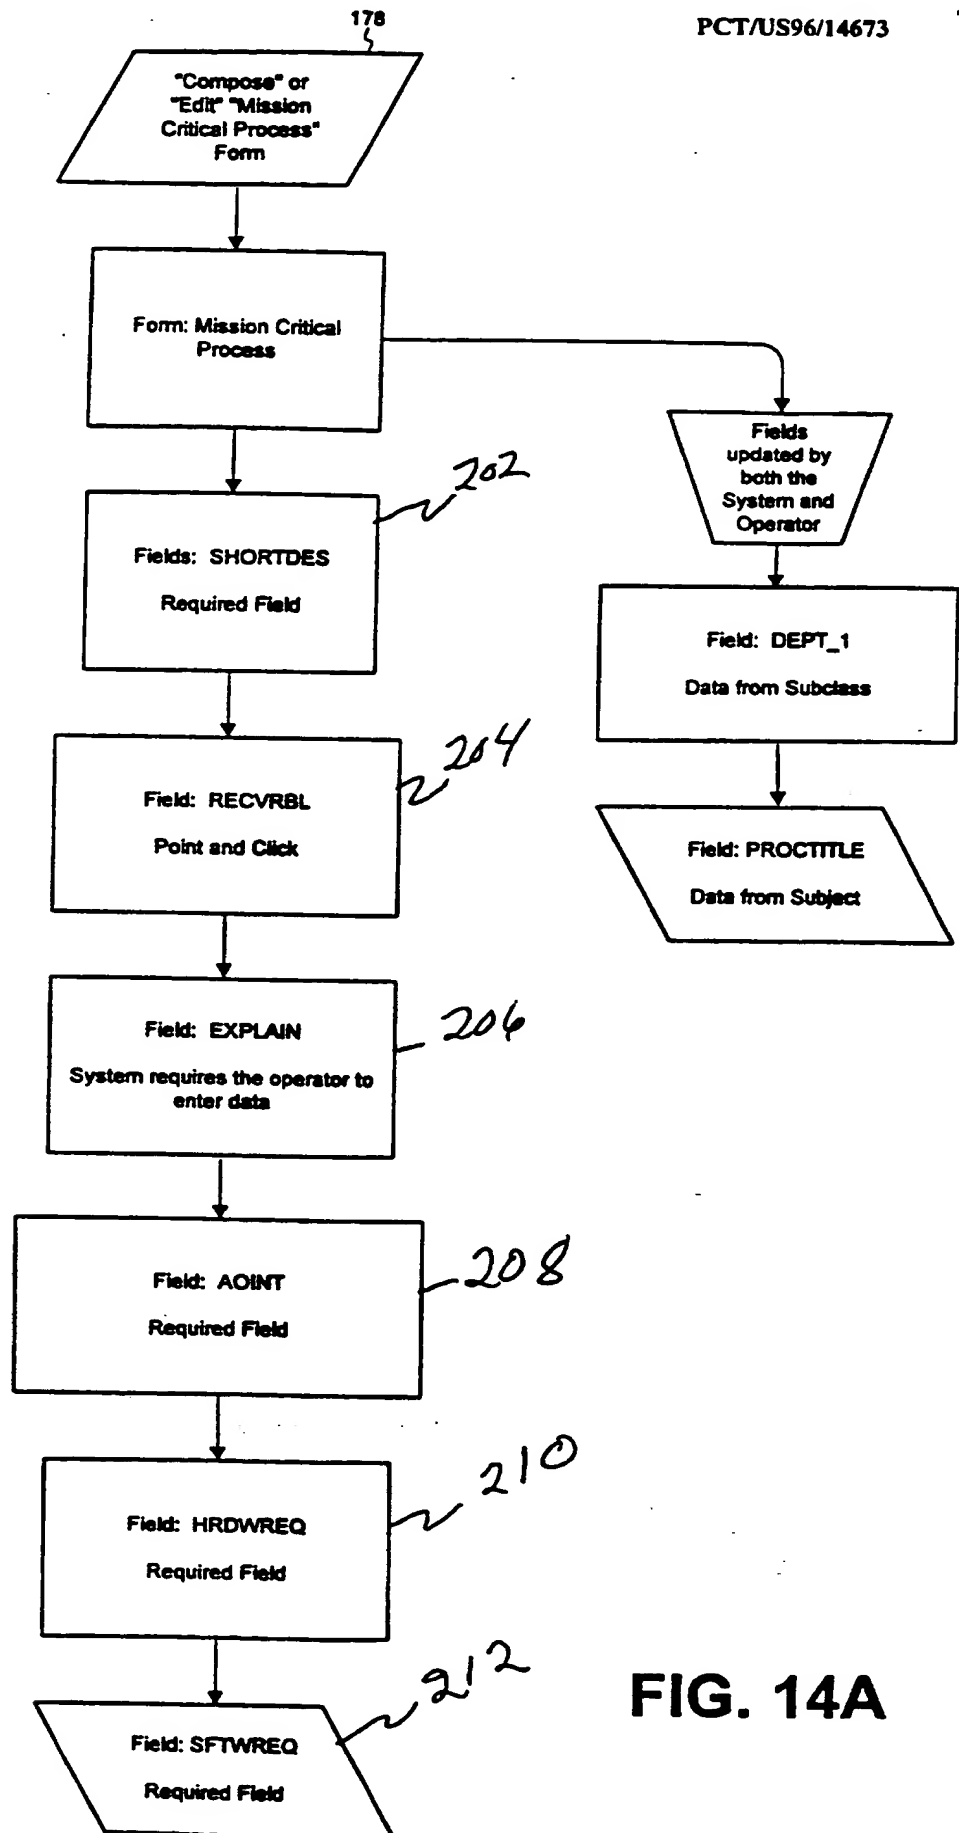 178
PCT/US96/14673
"Compose" or
"Edit" "Mission
Critical Process"
Form
Form: Mission Critical
Process
Fields
updated by
both the
System and
Operator
202
Fields: SHORTDES
Required Field
Field: DEPT_1
Data from Subclass
204
Field: RECVRBL
Point and Click
Field: PROCTITLE
Data from Subject
206
Field: EXPLAIN
System requires the operator to
enter data
208
Field: AOINT
Required Field
210
Field: HRDWREQ
Required Field
212
Field: SFTWREQ
Required Field
FIG. 14A